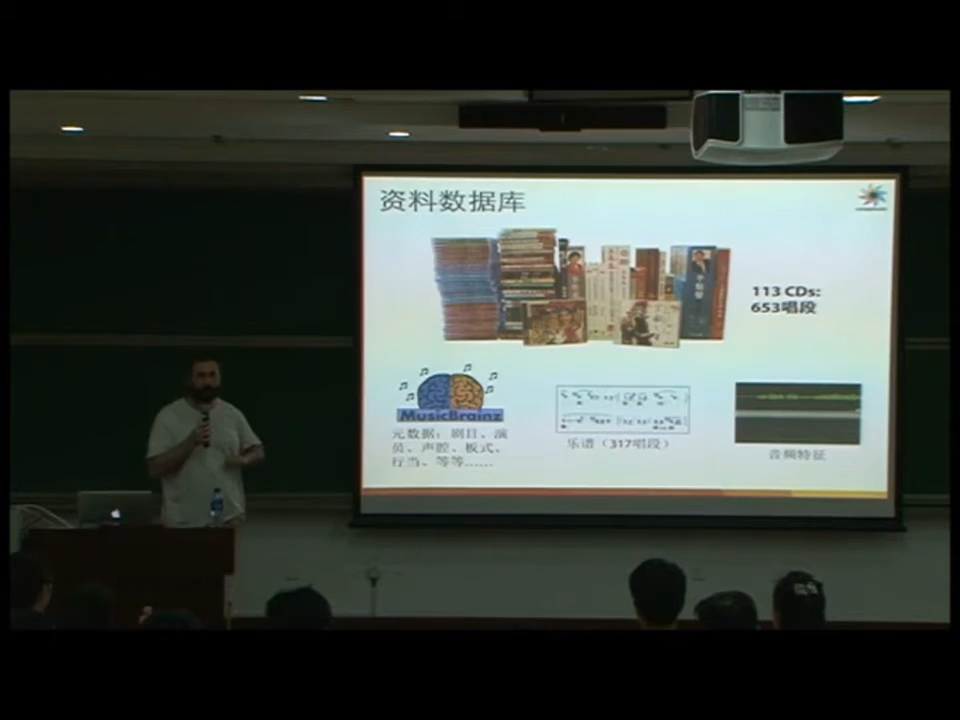 资料数据库
113 CDs:
653唱段
MusicBrainz
元数据：剧目、演
员、声腔、板式、
行当、等等......
乐谱（317唱段）
音频特征